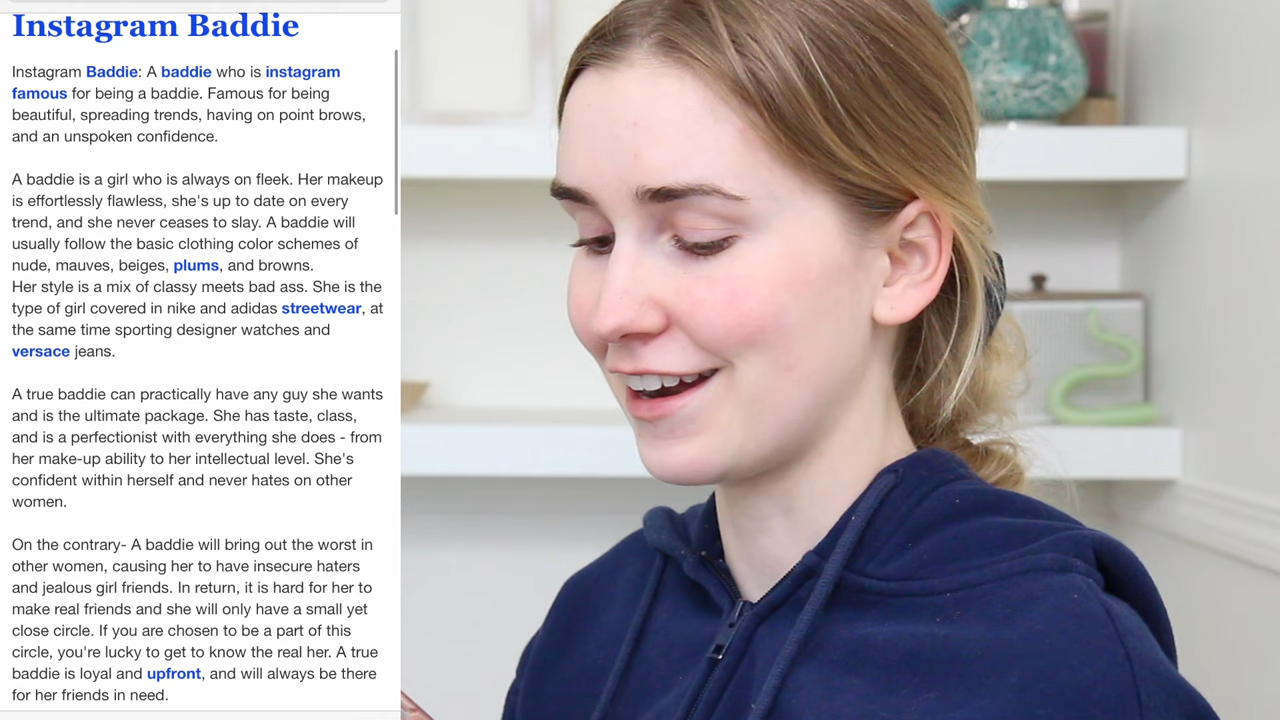 Instagram Baddie
Instagram Baddie: A baddie who is instagram
famous for being a baddie. Famous for being
beautiful, spreading trends, having on point brows,
and an unspoken confidence.
A baddie is a girl who is always on fleek. Her makeup
is effortlessly flawless, she's up to date on every
trend, and she never ceases to slay. A baddie will
usually follow the basic clothing color schemes of
nude, mauves, beiges, plums, and browns.
Her style is a mix of classy meets bad ass. She is the
type of girl covered in nike and adidas streetwear, at
the same time sporting designer watches and
versace jeans.
A true baddie can practically have any guy she wants
and is the ultimate package. She has taste, class,
and is a perfectionist with everything she does - from
her make-up ability to her intellectual level. She's
confident within herself and never hates on other
women.
On the contrary- A baddie will bring out the worst in
other women, causing her to have insecure haters
and jealous girl friends. In return, it is hard for her to
make real friends and she will only have a small yet
close circle. If you are chosen to be a part of this
circle, you're lucky to get to know the real her. A true
baddie is loyal and upfront, and will always be there
for her friends in need.